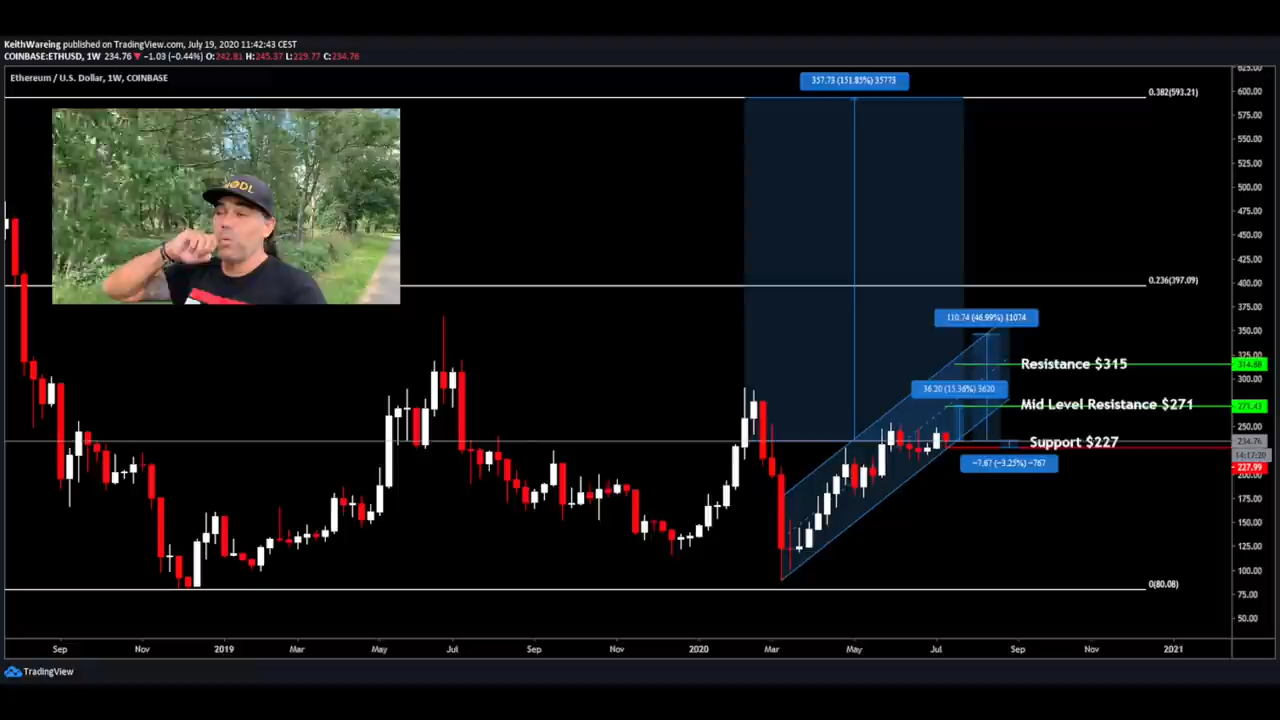 KeithWareing published on TradingView.com, July 19, 2020 11:42:43 CEST
COINBASE:ETHUSD, 1W 234.76 ▼ −1.03 (−0.44%) O:242.81 H:245.37 L:229.77 C:234.76
Ethereum / U.S. Dollar, 1W, COINBASE
357.73 (151.85%) 35773
0.382(593.21)
0.236(397.09)
110.74 (46.99%) 11074
Resistance $315
36.20 (15.36%) 3620
Mid Level Resistance $271
Support $227
−7.67 (−3.25%) −767
0(80.08)
625.00
600.00
575.00
550.00
525.00
500.00
475.00
450.00
425.00
400.00
375.00
350.00
325.00
314.88
300.00
271.43
250.00
234.76
14:17:20
227.99
200.00
175.00
150.00
125.00
100.00
75.00
50.00
Sep Nov 2019 Mar May Jul Sep Nov 2020 Mar May Jul Sep Nov 2021
TradingView